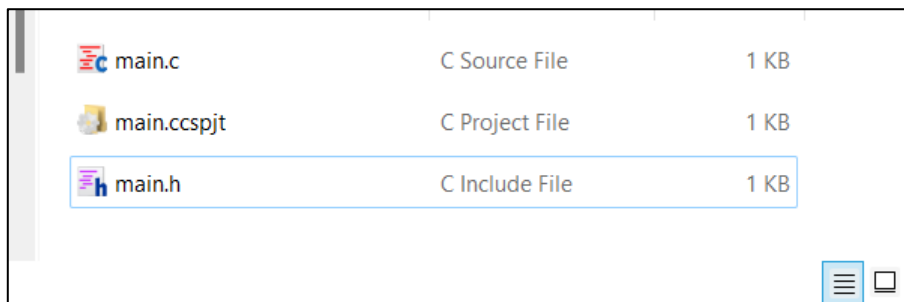 main.c C Source File 1 KB
main.ccspjt C Project File 1 KB
main.h C Include File 1 KB